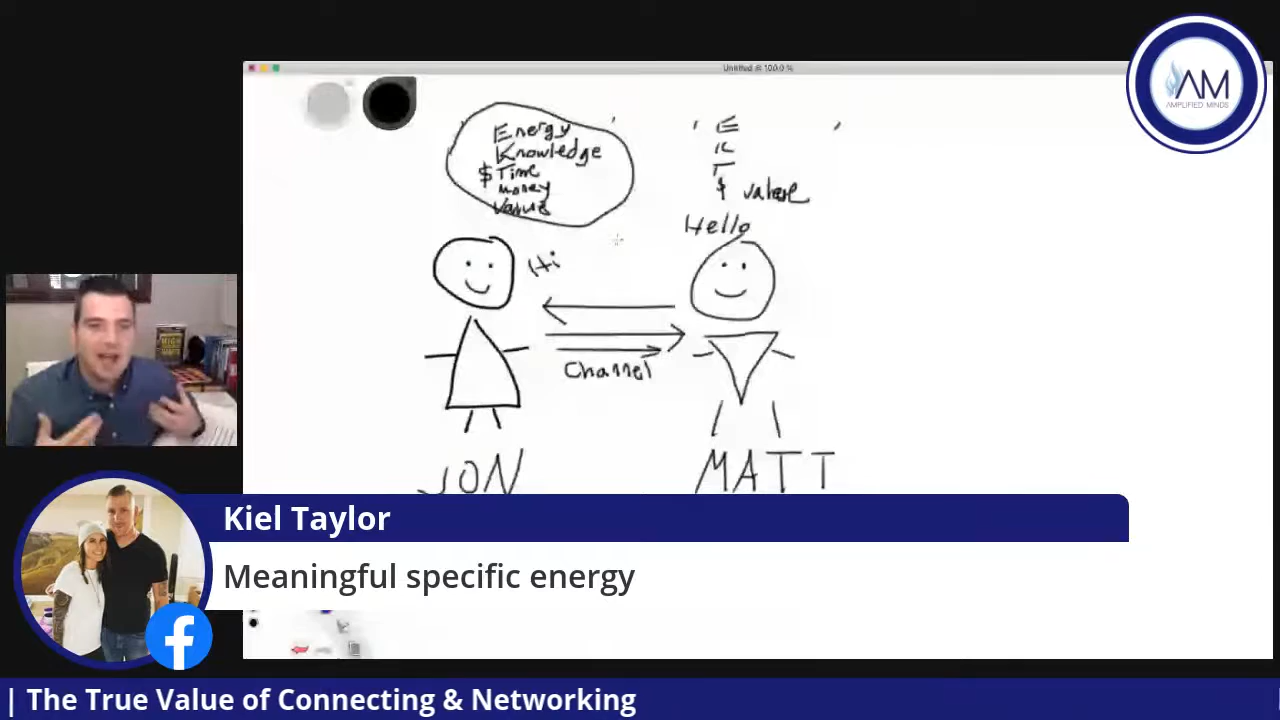 Untitled @ 100.0 %
AM
AMPLIFIED MINDS
Energy
Knowledge
$ Time
Money
Value
E
K
T
$ value
Hello
Hi
Channel
JON
MATT
HIGH
Kiel Taylor
Meaningful specific energy
| The True Value of Connecting & Networking